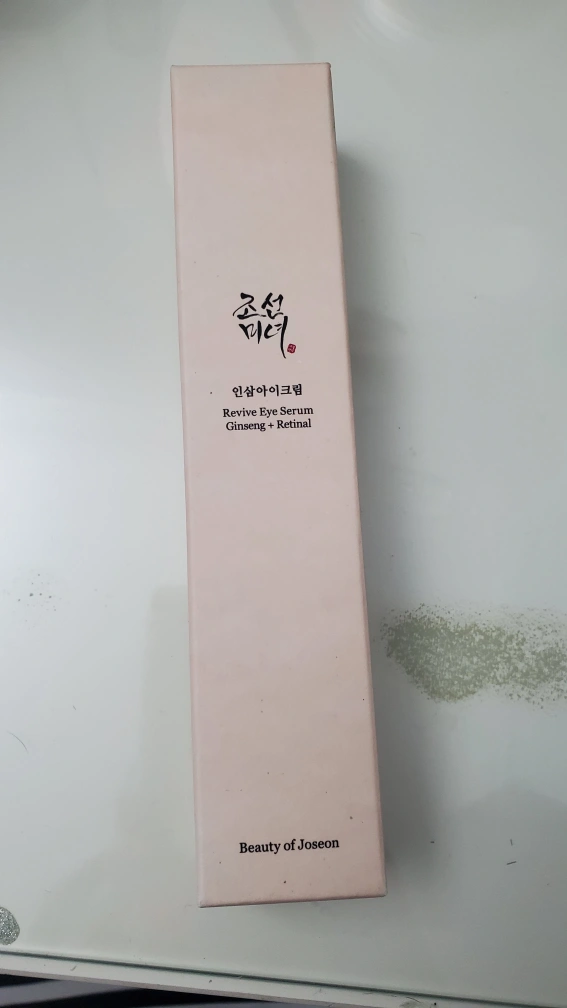 조선
미녀
인삼아이크림
Revive Eye Serum
Ginseng + Retinal
Beauty of Joseon